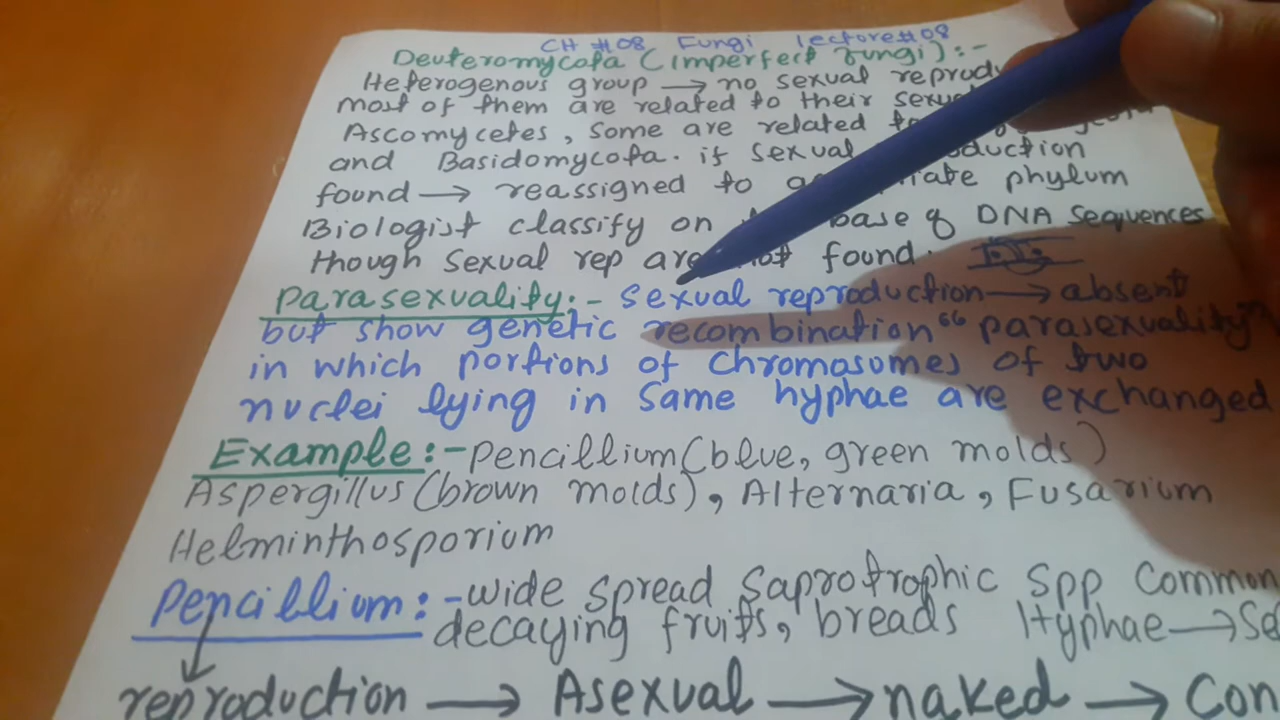 CH #08 Fungi lecture#08
Deuteromycota (imperfect fungi):-
Heterogenous group → no sexual
most of them are related to their
Ascomycetes, some are related
and Basidomycota. if sexual
found → reassigned to phylum
Biologist classify on base of DNA sequences
though sexual rep are not found.
Parasexuality:- Sexual reproduction → absent
but show genetic recombination "parasexuality"
in which portions of chromasomes of two
nuclei lying in same hyphae are exchanged
Example:- Pencillium(blue, green molds)
Aspergillus(brown molds), Alternaria, Fusarium
Helminthosporium
Pencillium:- wide spread Saprotrophic Spp Common
decaying fruits, breads Hyphae →
reproduction → Asexual → naked → Con